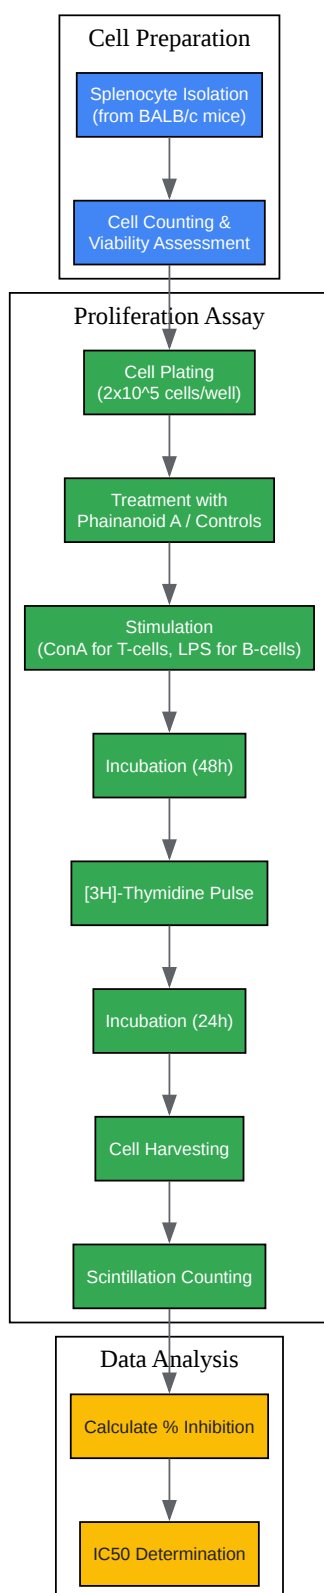 Cell Preparation
Splenocyte Isolation
(from BALB/c mice)
Cell Counting &
Viability Assessment
Proliferation Assay
Cell Plating
(2x10^5 cells/well)
Treatment with
Phainanoid A / Controls
Stimulation
(ConA for T-cells, LPS for B-cells)
Incubation (48h)
[3H]-Thymidine Pulse
Incubation (24h)
Cell Harvesting
Scintillation Counting
Data Analysis
Calculate % Inhibition
IC50 Determination